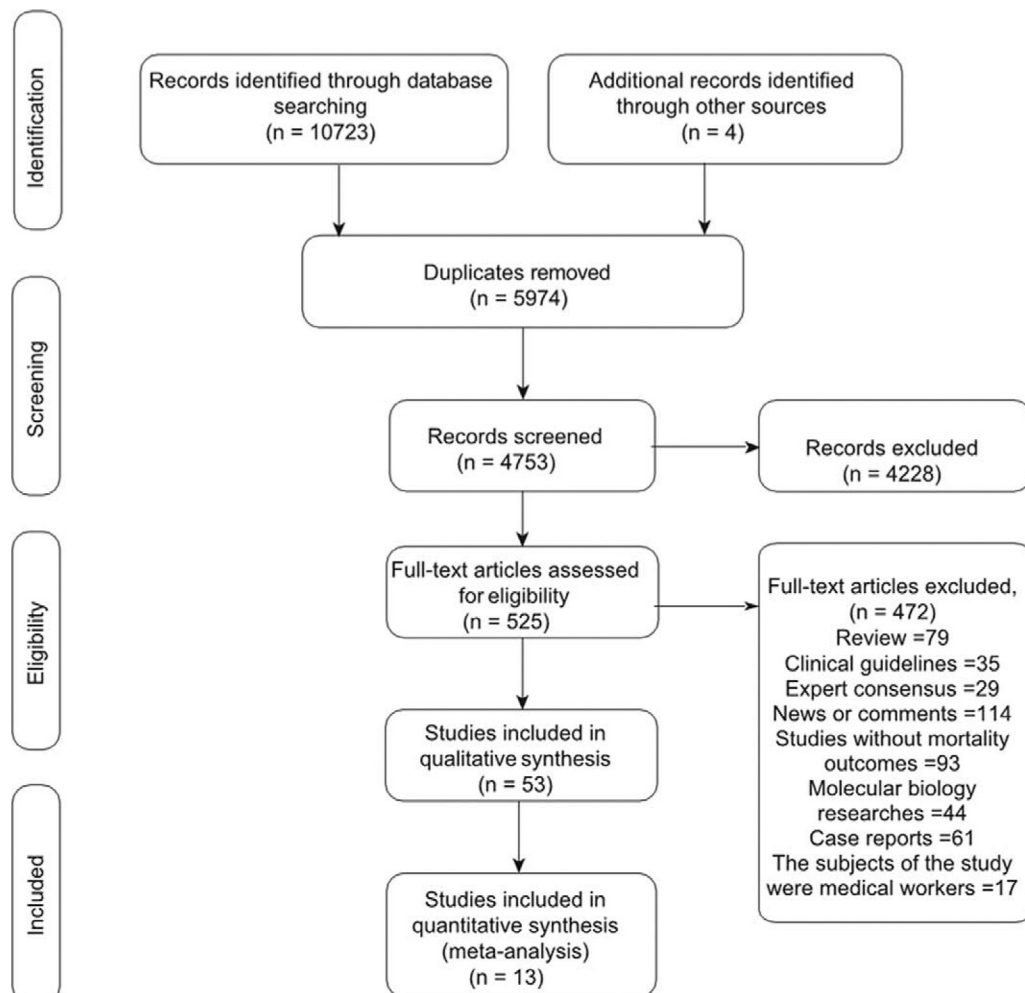 Identification
Records identified through database
searching
(n = 10723)
Additional records identified
through other sources
(n = 4)
Duplicates removed
(n = 5974)
Screening
Records screened
(n = 4753)
Records excluded
(n = 4228)
Eligibility
Full-text articles assessed
for eligibility
(n = 525)
Full-text articles excluded,
(n = 472)
Review =79
Clinical guidelines =35
Expert consensus =29
News or comments =114
Studies without mortality
outcomes =93
Molecular biology
researches =44
Case reports =61
The subjects of the study
were medical workers =17
Studies included in
qualitative synthesis
(n = 53)
Included
Studies included in
quantitative synthesis
(meta-analysis)
(n = 13)